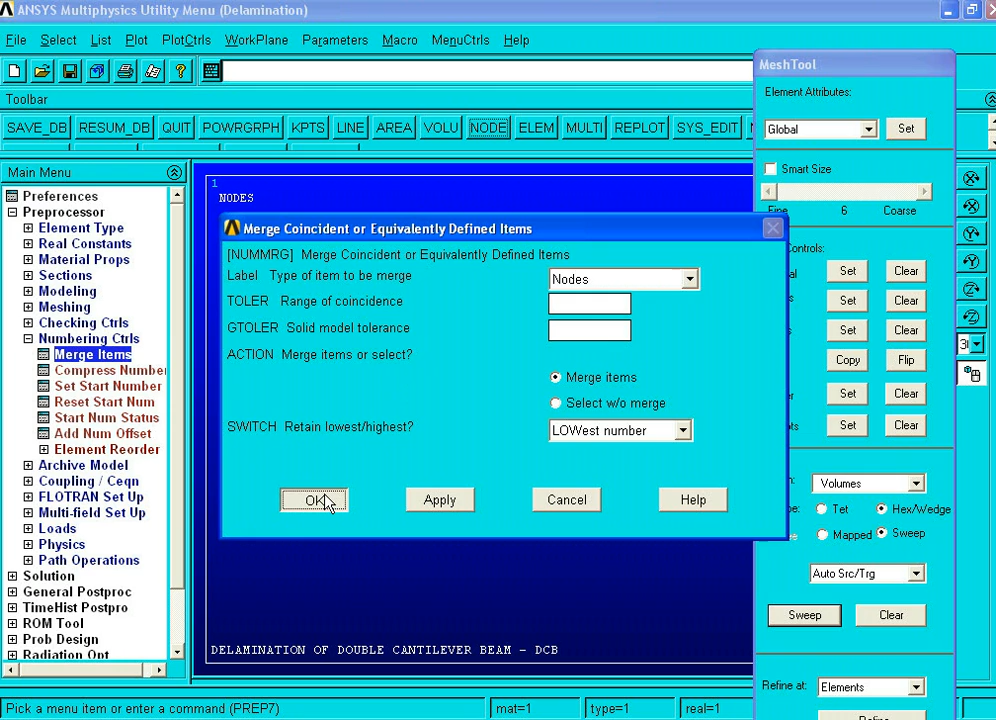 ANSYS Multiphysics Utility Menu (Delamination)
File Select List Plot PlotCtrls WorkPlane Parameters Macro MenuCtrls Help
Toolbar
SAVE_DB RESUM_DB QUIT POWRGRPH KPTS LINE AREA VOLU NODE ELEM MULTI REPLOT SYS_EDIT
Main Menu
Preferences
Preprocessor
Element Type
Real Constants
Material Props
Sections
Modeling
Meshing
Checking Ctrls
Numbering Ctrls
Merge Items
Compress Number
Set Start Number
Reset Start Num
Start Num Status
Add Num Offset
Element Reorder
Archive Model
Coupling / Ceqn
FLOTRAN Set Up
Multi-field Set Up
Loads
Physics
Path Operations
Solution
General Postproc
TimeHist Postpro
ROM Tool
Prob Design
Radiation Opt
1
NODES
Merge Coincident or Equivalently Defined Items
[NUMMRG] Merge Coincident or Equivalently Defined Items
Label Type of item to be merge Nodes
TOLER Range of coincidence
GTOLER Solid model tolerance
ACTION Merge items or select?
Merge items
Select w/o merge
SWITCH Retain lowest/highest? LOWest number
OK Apply Cancel Help
DELAMINATION OF DOUBLE CANTILEVER BEAM - DCB
MeshTool
Element Attributes:
Global Set
Smart Size
Fine 6 Coarse
Controls:
Set Clear
Set Clear
Set Clear
Copy Flip
Set Clear
Set Clear
Volumes
Tet Hex/Wedge
Mapped Sweep
Auto Src/Trg
Sweep Clear
Refine at: Elements
Refine
Pick a menu item or enter a command (PREP7) mat=1 type=1 real=1